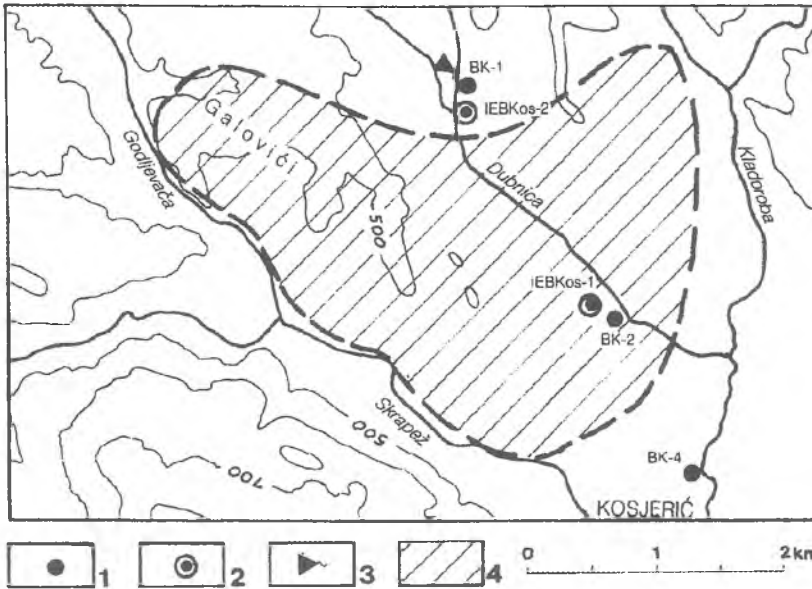 BK-1
IEBKos-2
Galovići
Godljevača
Dubnica
Kladoroba
500
IEBKos-1
BK-2
Skrapež
500
700
BK-4
KOSJERIĆ
1 2 3 4 0 1 2 km